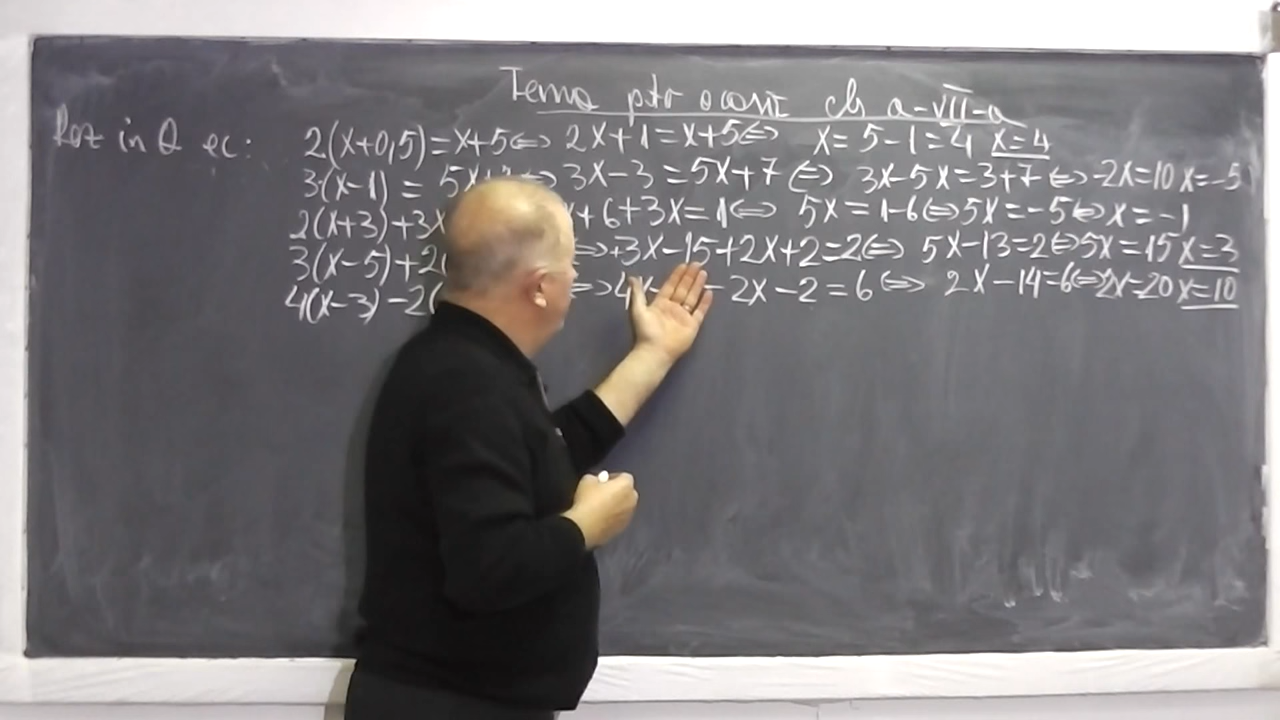 Tema ptr acasă cls a-VII-a
Rez in Q ec: 2(x+0,5)=x+5⇔ 2x+1=x+5⇔ x=5-1=4 x=4
3·(x-1) = 5x+7⇔ 3x-3=5x+7 ⇔ 3x-5x=3+7⇔-2x=10 x=-5
2(x+3)+3x x+6+3x=1⇔ 5x=1-6⇔5x=-5⇔x=-1
3(x-5)+2( ⇔+3x-15+2x+2=2⇔ 5x-13=2⇔5x=15 x=3
4(x-3)-2( ⇔4x- -2x-2=6⇔ 2x-14=6⇔2x=20 x=10